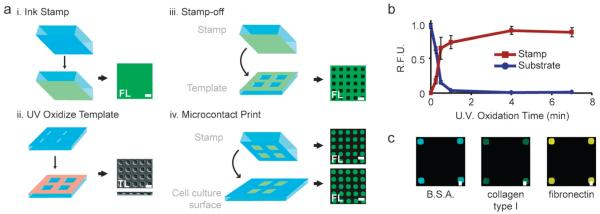 a
i. Ink Stamp
FL
ii. UV Oxidize Template
TL
iii. Stamp-off
Stamp
Template
FL
iv. Microcontact Print
Stamp
FL
Cell culture
surface
FL
b
R.F.U.
1.0
0.5
0
Stamp
Substrate
0 2 4 6 8
U.V. Oxidation Time (min)
c
B.S.A.
collagen
type I
fibronectin